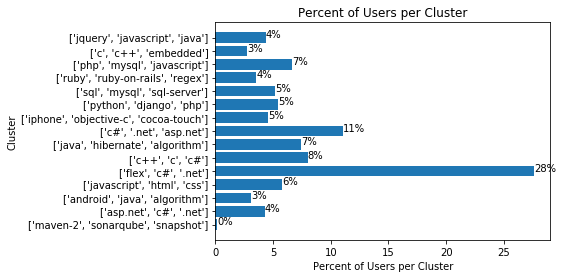 Percent of Users per Cluster
['jquery', 'javascript', 'java'] 4%
['c', 'c++', 'embedded'] 3%
['php', 'mysql', 'javascript'] 7%
['ruby', 'ruby-on-rails', 'regex'] 4%
['sql', 'mysql', 'sql-server'] 5%
['python', 'django', 'php'] 5%
['iphone', 'objective-c', 'cocoa-touch'] 5%
['c#', '.net', 'asp.net'] 11%
['java', 'hibernate', 'algorithm'] 7%
['c++', 'c', 'c#'] 8%
['flex', 'c#', '.net'] 28%
['javascript', 'html', 'css'] 6%
['android', 'java', 'algorithm'] 3%
['asp.net', 'c#', '.net'] 4%
['maven-2', 'sonarqube', 'snapshot'] 0%
Cluster
0 5 10 15 20 25
Percent of Users per Cluster